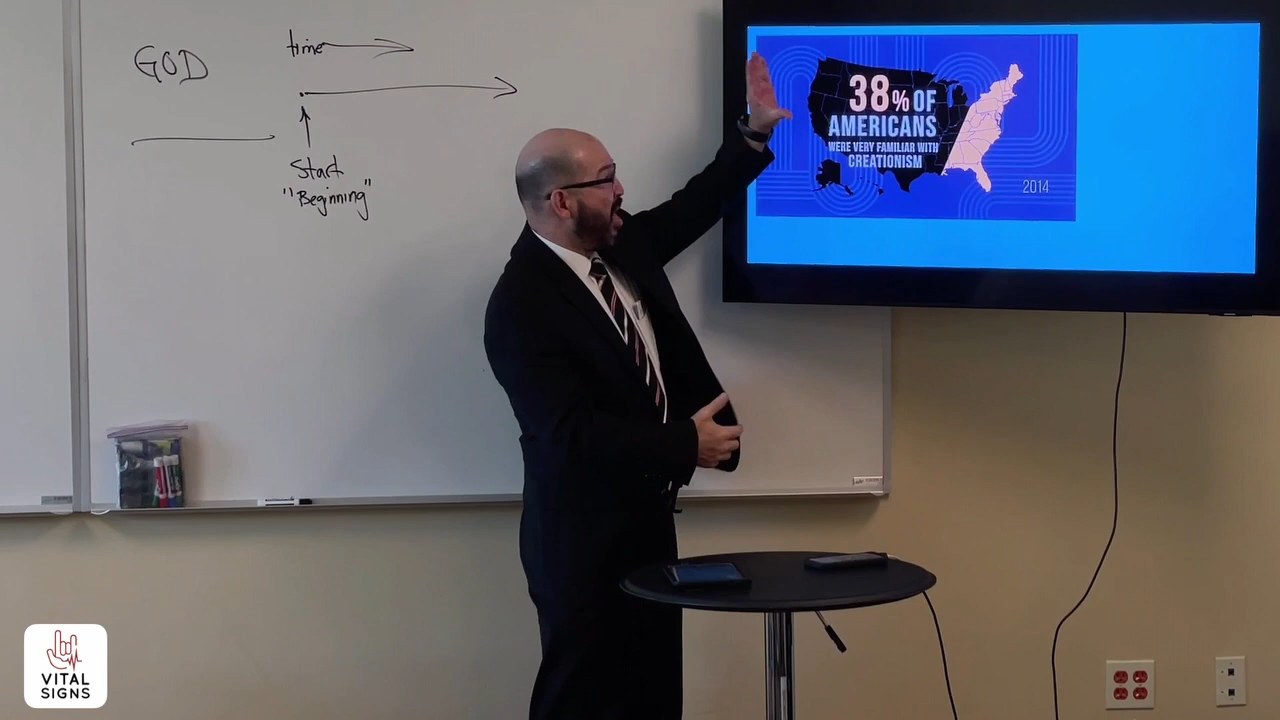 GOD
time
Start
"Beginning"
38% OF
AMERICANS
WERE VERY FAMILIAR WITH
CREATIONISM
2014
VITAL
SIGNS